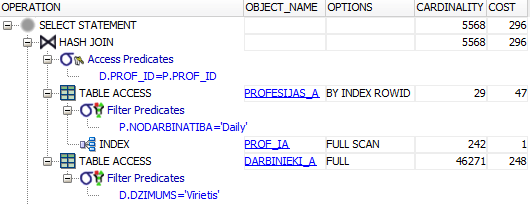 OPERATION OBJECT_NAME OPTIONS CARDINALITY COST
SELECT STATEMENT 5568 296
HASH JOIN 5568 296
Access Predicates
D.PROF_ID=P.PROF_ID
TABLE ACCESS PROFESIJAS_A BY INDEX ROWID 29 47
Filter Predicates
P.NODARBINATIBA='Daily'
INDEX PROF_IA FULL SCAN 242 1
TABLE ACCESS DARBINIEKI_A FULL 46271 248
Filter Predicates
D.DZIMUMS='Virietis'